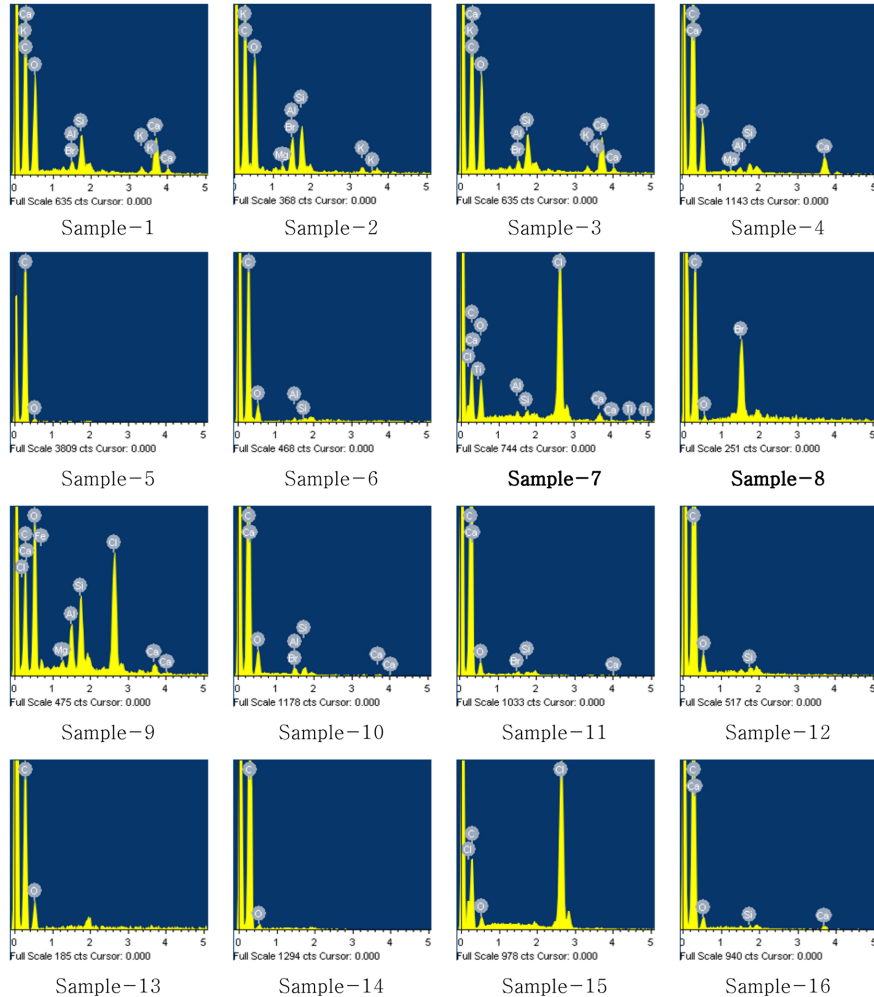 Ca
K
C
O
Si
Al
Br
K
K
Ca
Ca
0 1 2 3 4 5
Full Scale 635 cts Cursor: 0.000
Sample-1
K
C
O
Si
Al
Br
Mg
K
K
0 1 2 3 4 5
Full Scale 368 cts Cursor: 0.000
Sample-2
Ca
K
C
O
Si
Al
Br
K
K
Ca
Ca
0 1 2 3 4 5
Full Scale 635 cts Cursor: 0.000
Sample-3
C
Ca
O
Si
Al
Mg
Ca
0 1 2 3 4 5
Full Scale 1143 cts Cursor: 0.000
Sample-4
C
O
0 1 2 3 4 5
Full Scale 3809 cts Cursor: 0.000
Sample-5
C
O
Al
Si
0 1 2 3 4 5
Full Scale 468 cts Cursor: 0.000
Sample-6
Cl
C
O
Ca
Cl
Ti
Al
Si
Ca
Ca
Ti
Ti
0 1 2 3 4 5
Full Scale 744 cts Cursor: 0.000
Sample-7
C
Br
O
0 1 2 3 4 5
Full Scale 251 cts Cursor: 0.000
Sample-8
O
C
Fe
Ca
Cl
Cl
Si
Al
Mg
Ca
Ca
0 1 2 3 4 5
Full Scale 475 cts Cursor: 0.000
Sample-9
C
Ca
O
Si
Al
Br
Ca
Ca
0 1 2 3 4 5
Full Scale 1178 cts Cursor: 0.000
Sample-10
C
Ca
O
Si
Br
Ca
0 1 2 3 4 5
Full Scale 1033 cts Cursor: 0.000
Sample-11
C
O
Si
0 1 2 3 4 5
Full Scale 517 cts Cursor: 0.000
Sample-12
C
O
0 1 2 3 4 5
Full Scale 185 cts Cursor: 0.000
Sample-13
C
O
0 1 2 3 4 5
Full Scale 1294 cts Cursor: 0.000
Sample-14
Cl
C
Cl
O
0 1 2 3 4 5
Full Scale 978 cts Cursor: 0.000
Sample-15
C
Ca
O
Si
Ca
0 1 2 3 4 5
Full Scale 940 cts Cursor: 0.000
Sample-16